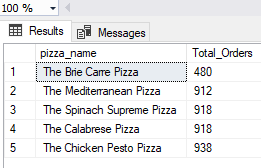 100 %
Results Messages
pizza_name Total_Orders
1 The Brie Carre Pizza 480
2 The Mediterranean Pizza 912
3 The Spinach Supreme Pizza 918
4 The Calabrese Pizza 918
5 The Chicken Pesto Pizza 938